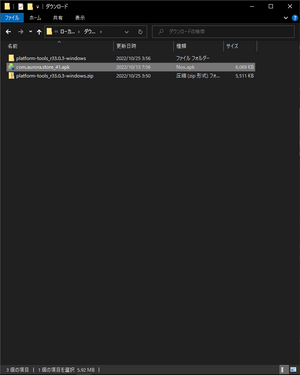 ダウンロード
ファイル ホーム 共有 表示
« ローカ... › ダウ... ダウンロードの検索
名前 更新日時 種類 サイズ
platform-tools_r33.0.3-windows 2022/10/25 3:56 ファイル フォルダー
com.aurora.store_41.apk 2022/10/15 7:56 Nox.apk 6,069 KB
platform-tools_r33.0.3-windows.zip 2022/10/25 3:50 圧縮 (zip 形式) フォ... 5,511 KB
3 個の項目 1 個の項目を選択 5.92 MB